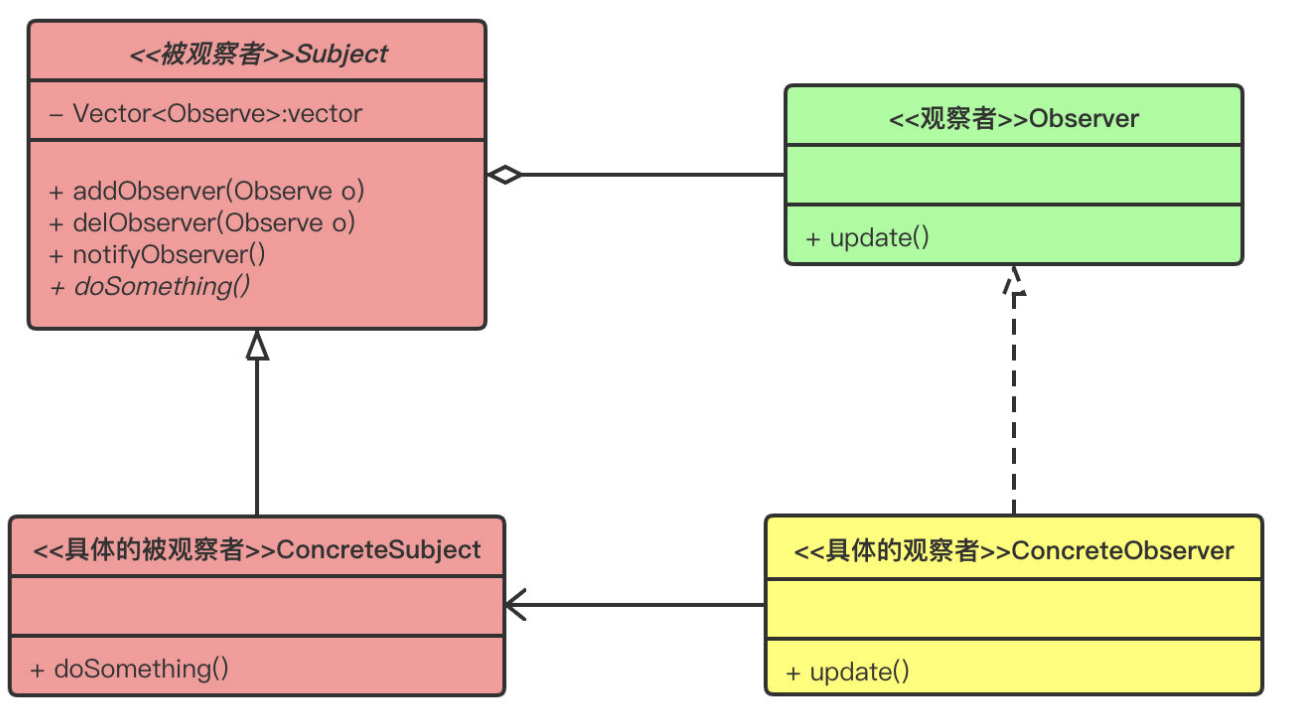 <<被观察者>>Subject
– Vector<Observe>:vector
+ addObserver(Observe o)
+ delObserver(Observe o)
+ notifyObserver()
+ doSomething()
<<观察者>>Observer
+ update()
<<具体的被观察者>>ConcreteSubject
+ doSomething()
<<具体的观察者>>ConcreteObserver
+ update()